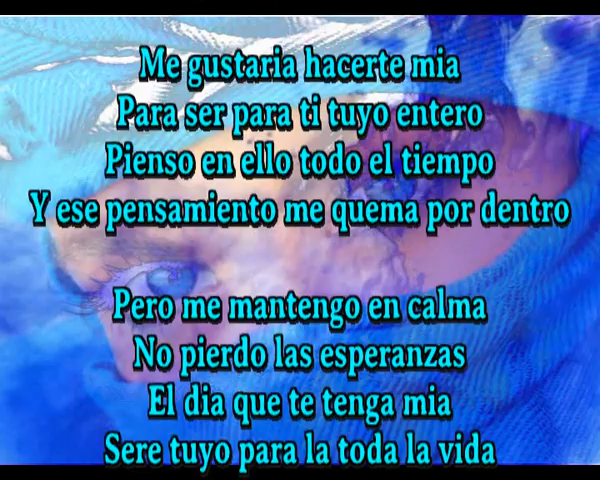 Me gustaria hacerte mia
Para ser para ti tuyo entero
Pienso en ello todo el tiempo
Y ese pensamiento me quema por dentro
Pero me mantengo en calma
No pierdo las esperanzas
El dia que te tenga mia
Sere tuyo para la toda la vida